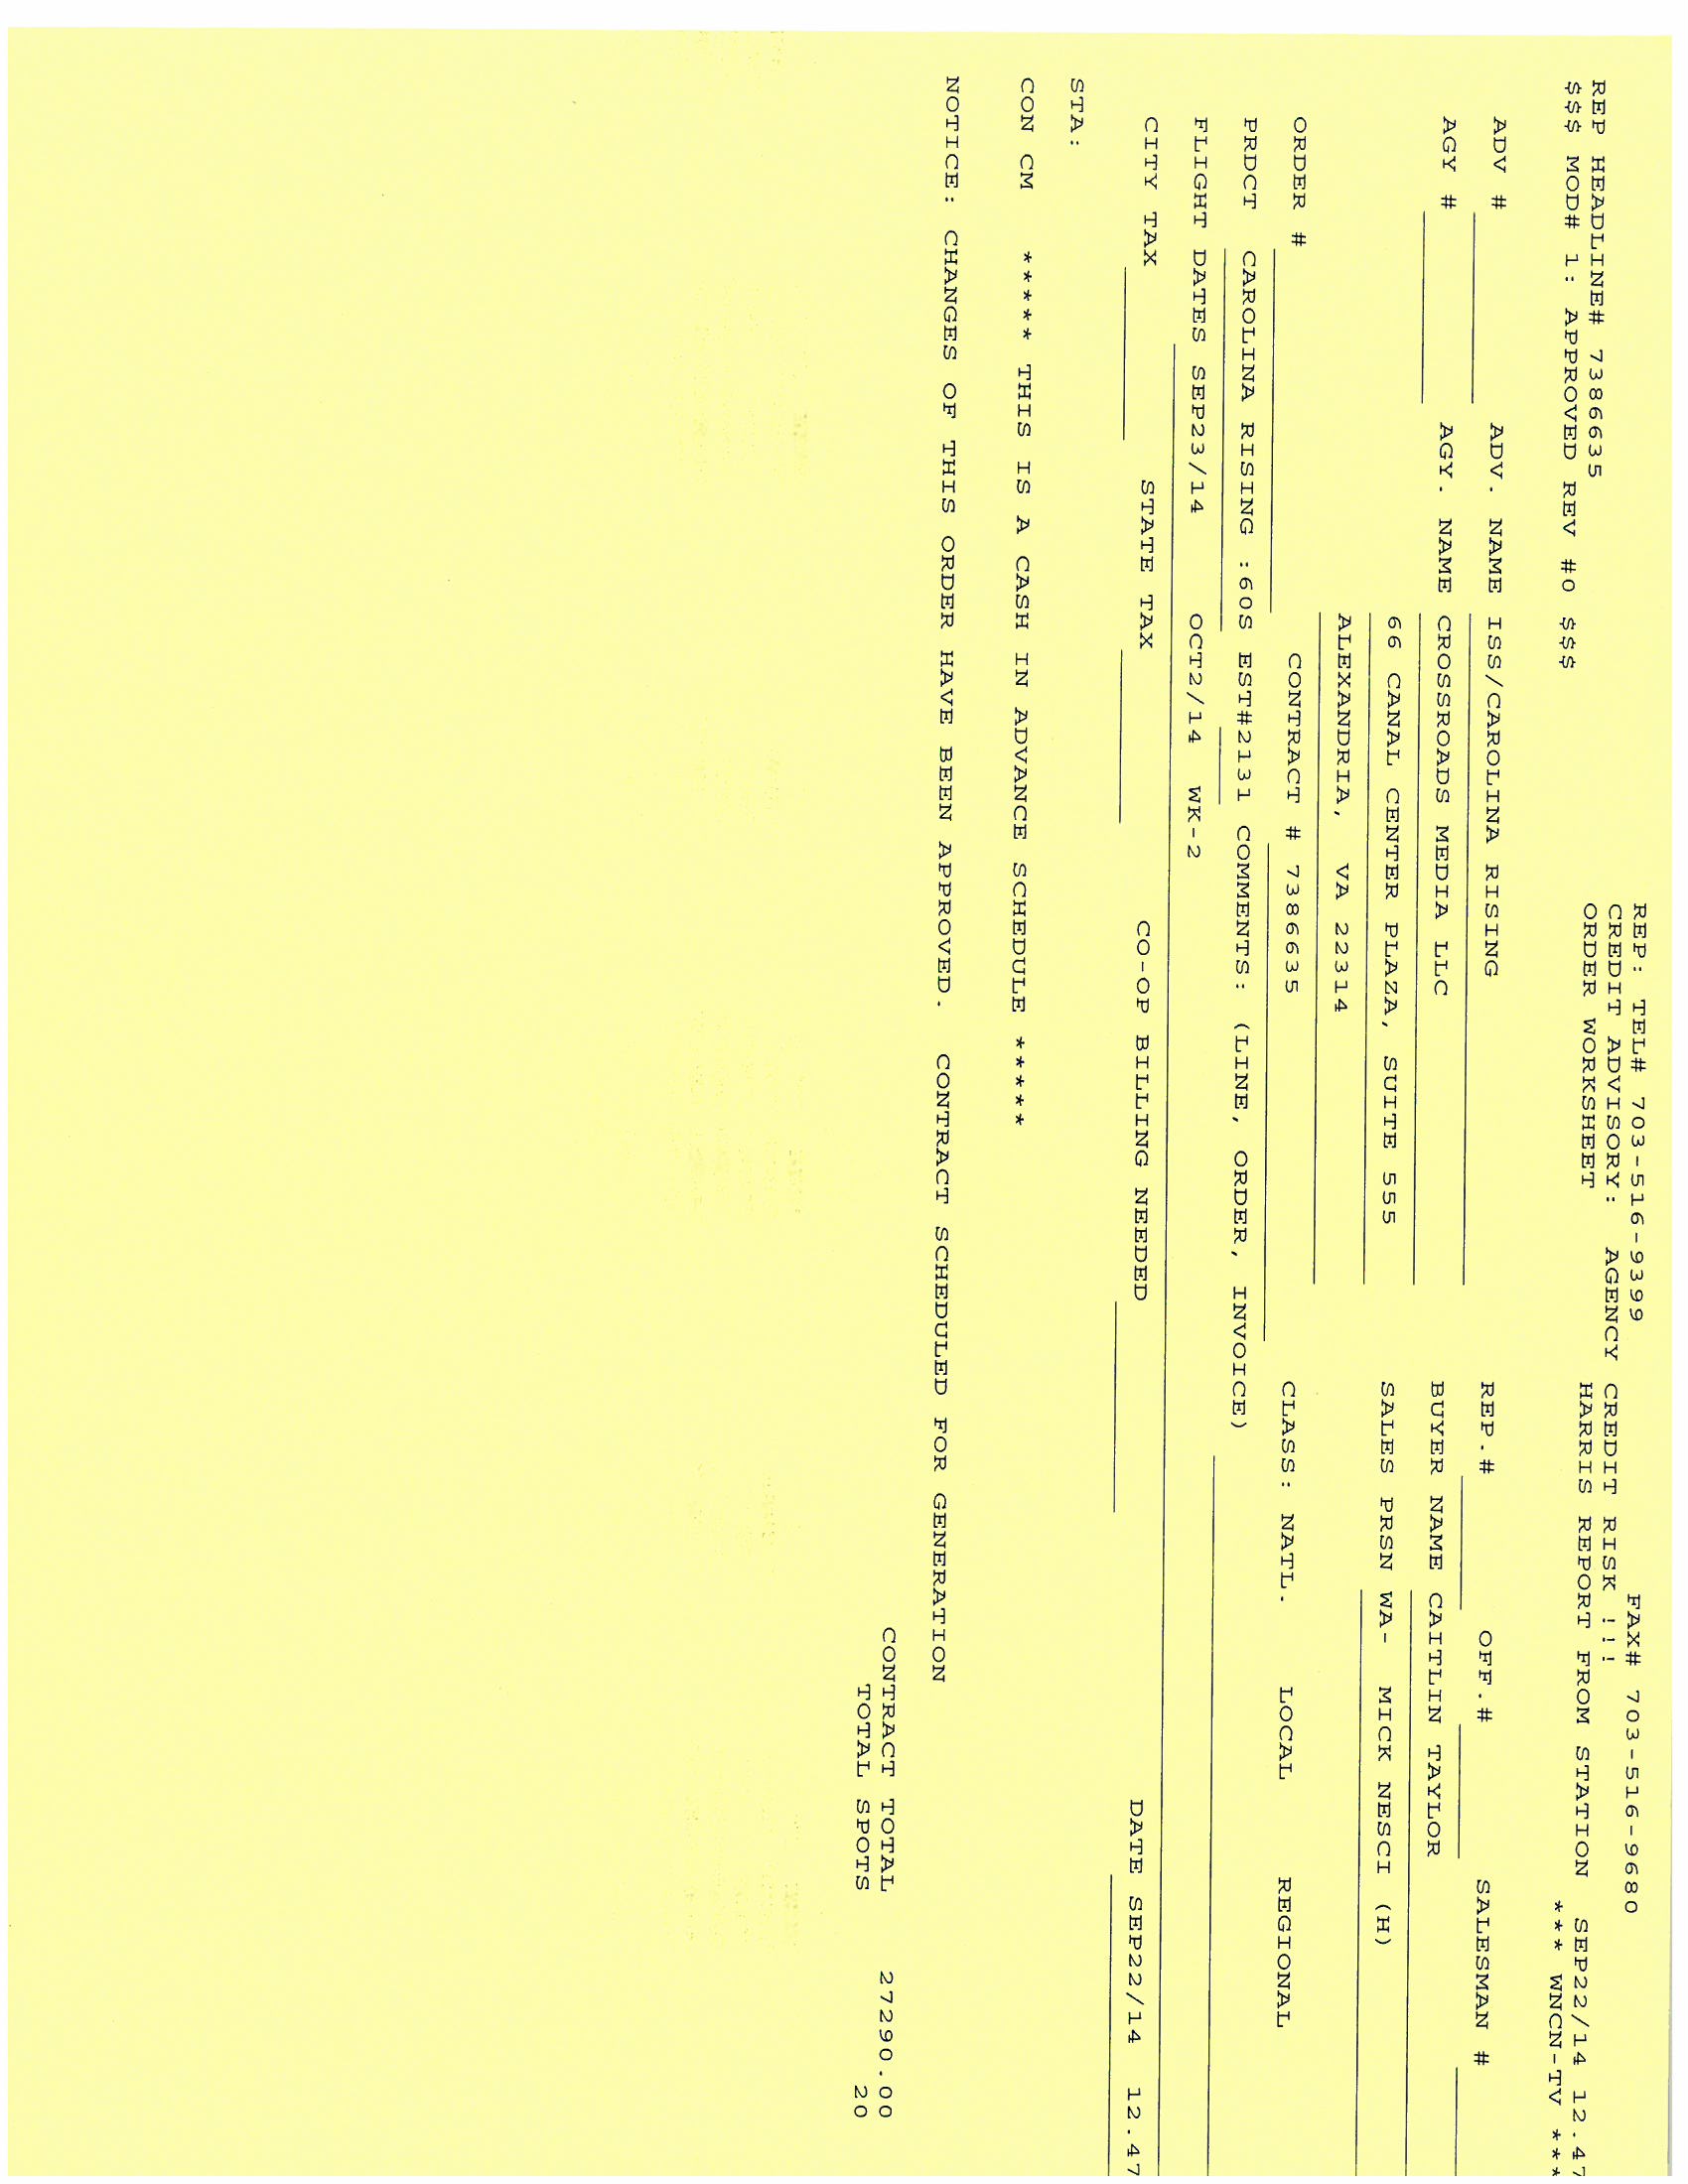 REP: TEL# 703-516-9399 FAX# 703-516-9680
CREDIT ADVISORY: AGENCY CREDIT RISK !!!
REP HEADLINE# 7386635 ORDER WORKSHEET HARRIS REPORT FROM STATION SEP22/14 12.47
$$$ MOD# 1: APPROVED REV #0 $$$ *** WNCN-TV ***
ADV # ADV. NAME ISS/CAROLINA RISING REP.# OFF.# SALESMAN #
AGY # AGY. NAME CROSSROADS MEDIA LLC BUYER NAME CAITLIN TAYLOR
66 CANAL CENTER PLAZA, SUITE 555 SALES PRSN WA- MICK NESCI (H)
ALEXANDRIA, VA 22314
ORDER # CONTRACT # 7386635 CLASS: NATL. LOCAL REGIONAL
PRDCT CAROLINA RISING :60S EST#2131 COMMENTS: (LINE, ORDER, INVOICE)
FLIGHT DATES SEP23/14 OCT2/14 WK-2
CITY TAX STATE TAX CO-OP BILLING NEEDED DATE SEP22/14 12.47
STA:
CON CM ***** THIS IS A CASH IN ADVANCE SCHEDULE *****
NOTICE: CHANGES OF THIS ORDER HAVE BEEN APPROVED. CONTRACT SCHEDULED FOR GENERATION
CONTRACT TOTAL 27290.00
TOTAL SPOTS 20